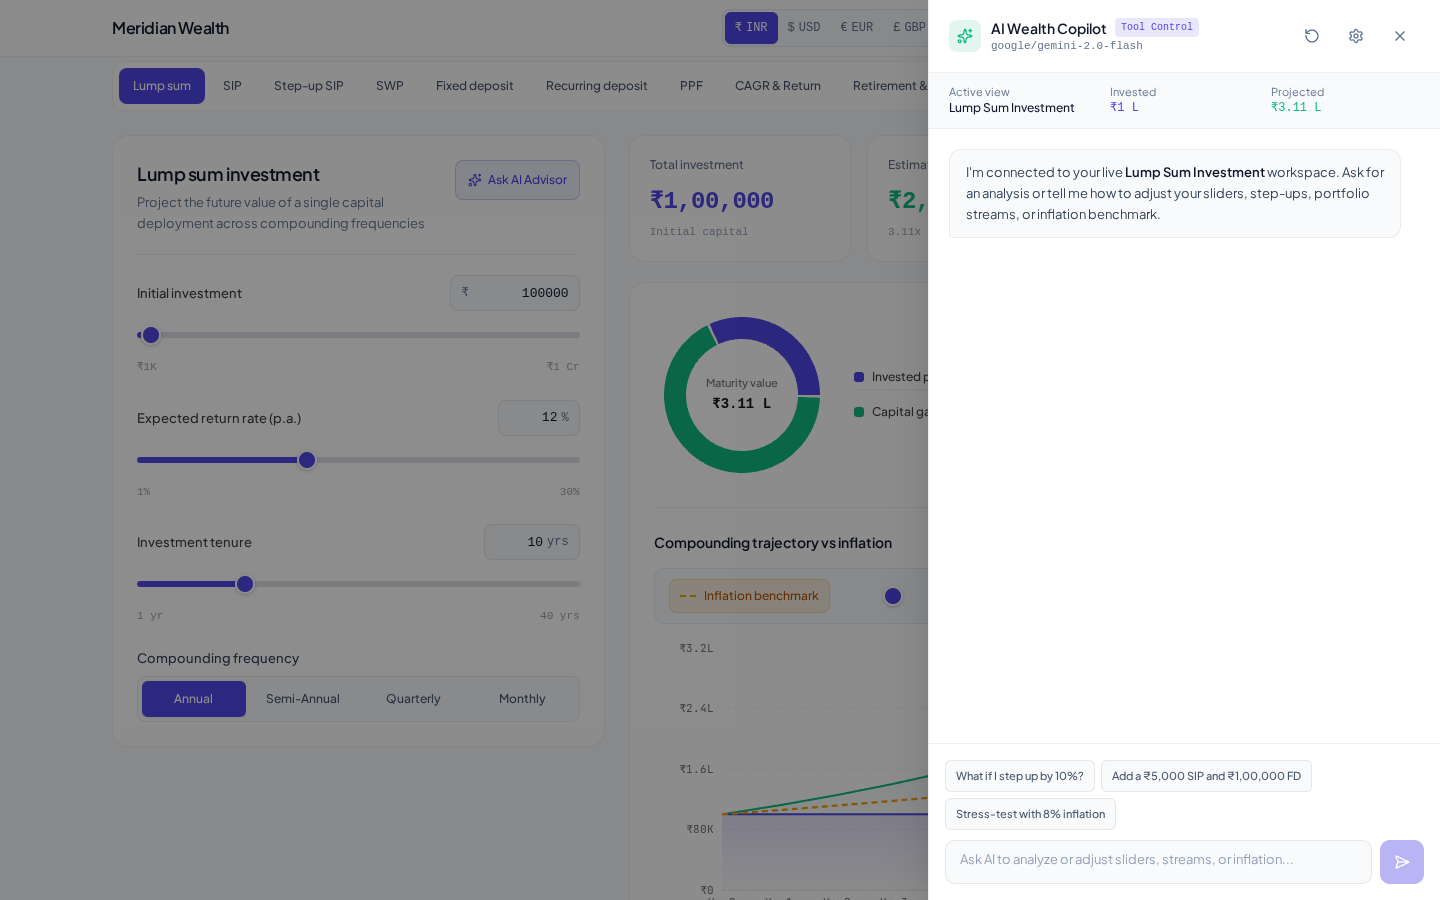 Meridian Wealth
₹ INR $ USD € EUR £ GBP
Lump sum SIP Step-up SIP SWP Fixed deposit Recurring deposit PPF CAGR & Return Retirement &
Lump sum investment
Project the future value of a single capital
deployment across compounding frequencies
Ask AI Advisor
Initial investment
₹ 100000
₹1K ₹1 Cr
Expected return rate (p.a.)
12 %
1% 30%
Investment tenure
10 yrs
1 yr 40 yrs
Compounding frequency
Annual Semi-Annual Quarterly Monthly
Total investment
₹1,00,000
Initial capital
₹2,
3.11x
Maturity value
₹3.11 L
Invested
Capital
Compounding trajectory vs inflation
Inflation benchmark
₹3.2L
₹2.4L
₹1.6L
₹80K
₹0
AI Wealth Copilot Tool Control
google/gemini-2.0-flash
Active view Invested Projected
Lump Sum Investment ₹1 L ₹3.11 L
I'm connected to your live Lump Sum Investment workspace. Ask for
an analysis or tell me how to adjust your sliders, step-ups, portfolio
streams, or inflation benchmark.
What if I step up by 10%? Add a ₹5,000 SIP and ₹1,00,000 FD
Stress-test with 8% inflation
Ask AI to analyze or adjust sliders, streams, or inflation...